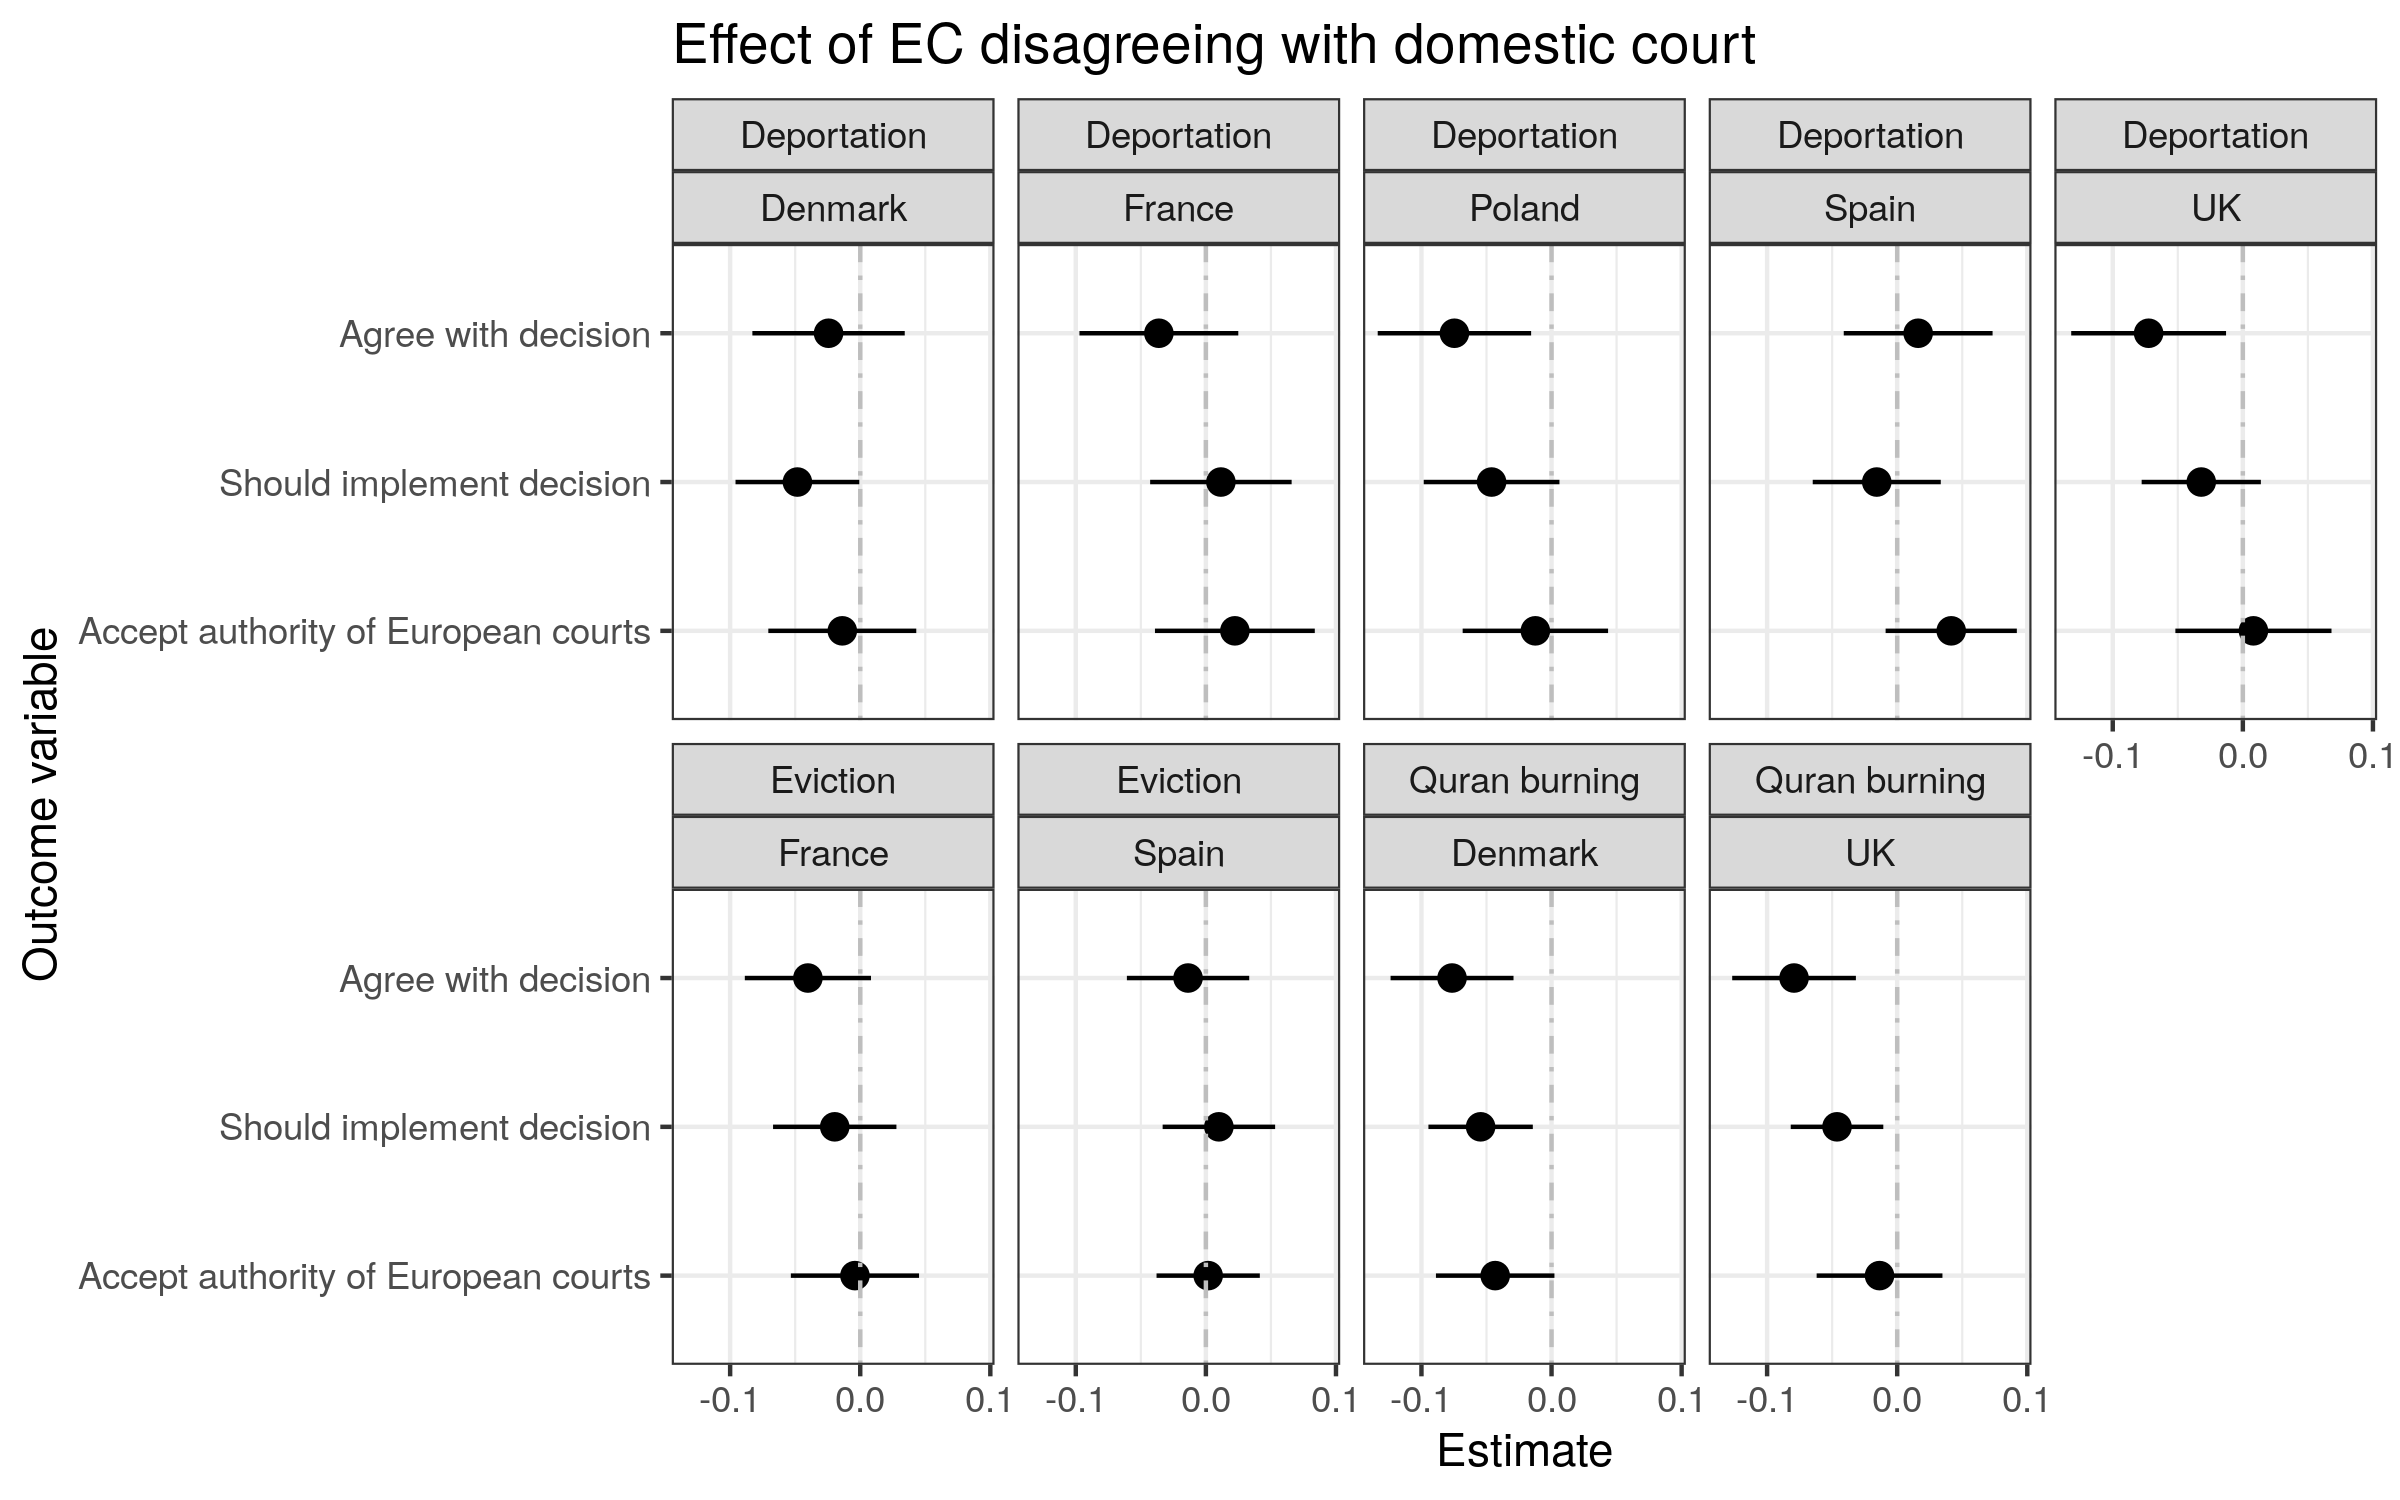 Effect of EC disagreeing with domestic court
Deportation Deportation Deportation Deportation Deportation
Denmark France Poland Spain UK
Agree with decision
Should implement decision
Accept authority of European courts
-0.1 0.0 0.1
Eviction Eviction Quran burning Quran burning
France Spain Denmark UK
Agree with decision
Should implement decision
Accept authority of European courts
-0.1 0.0 0.1 -0.1 0.0 0.1 -0.1 0.0 0.1 -0.1 0.0 0.1
Estimate
Outcome variable